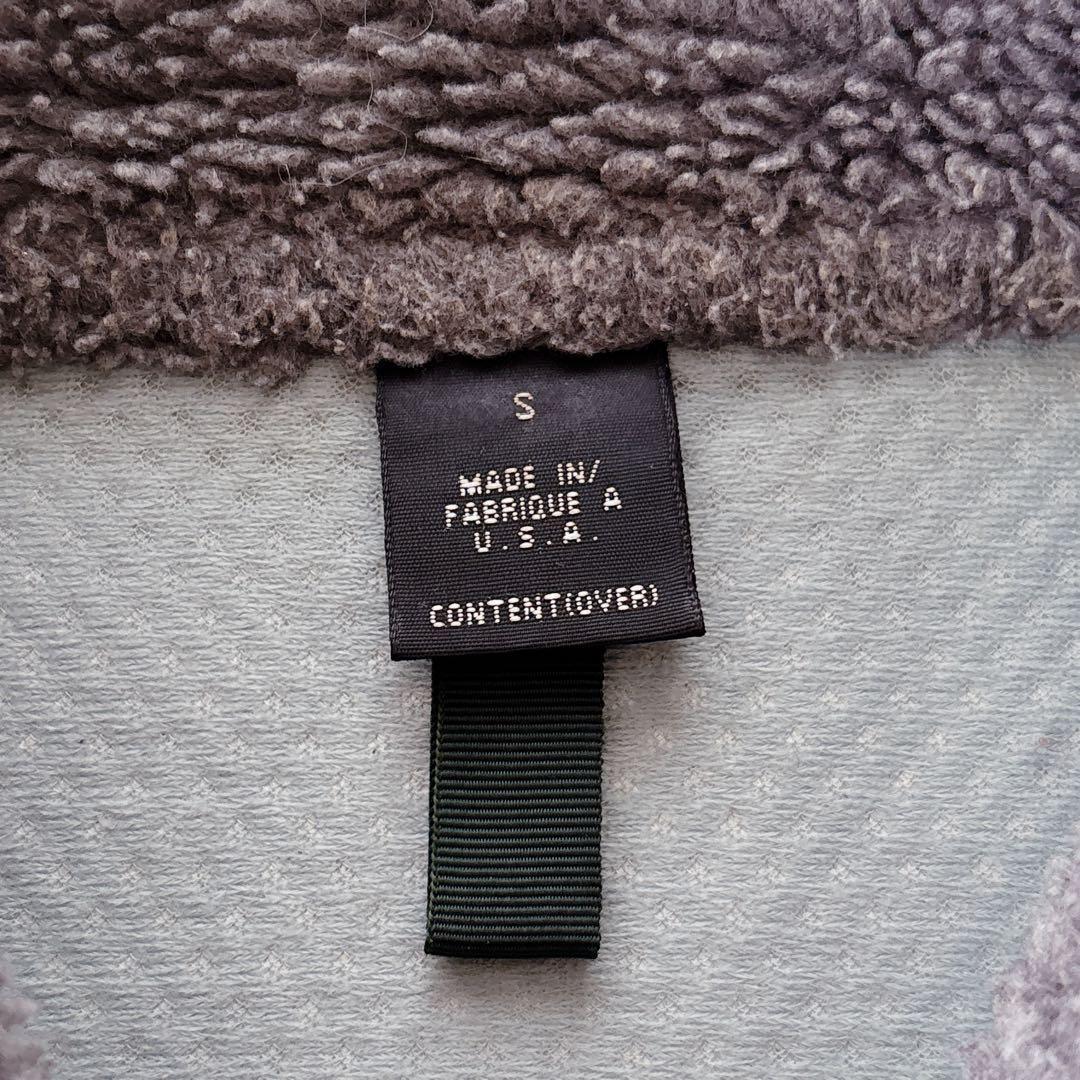 S
MADE IN/
FABRIQUE A
U.S.A.
CONTENT(OVER)